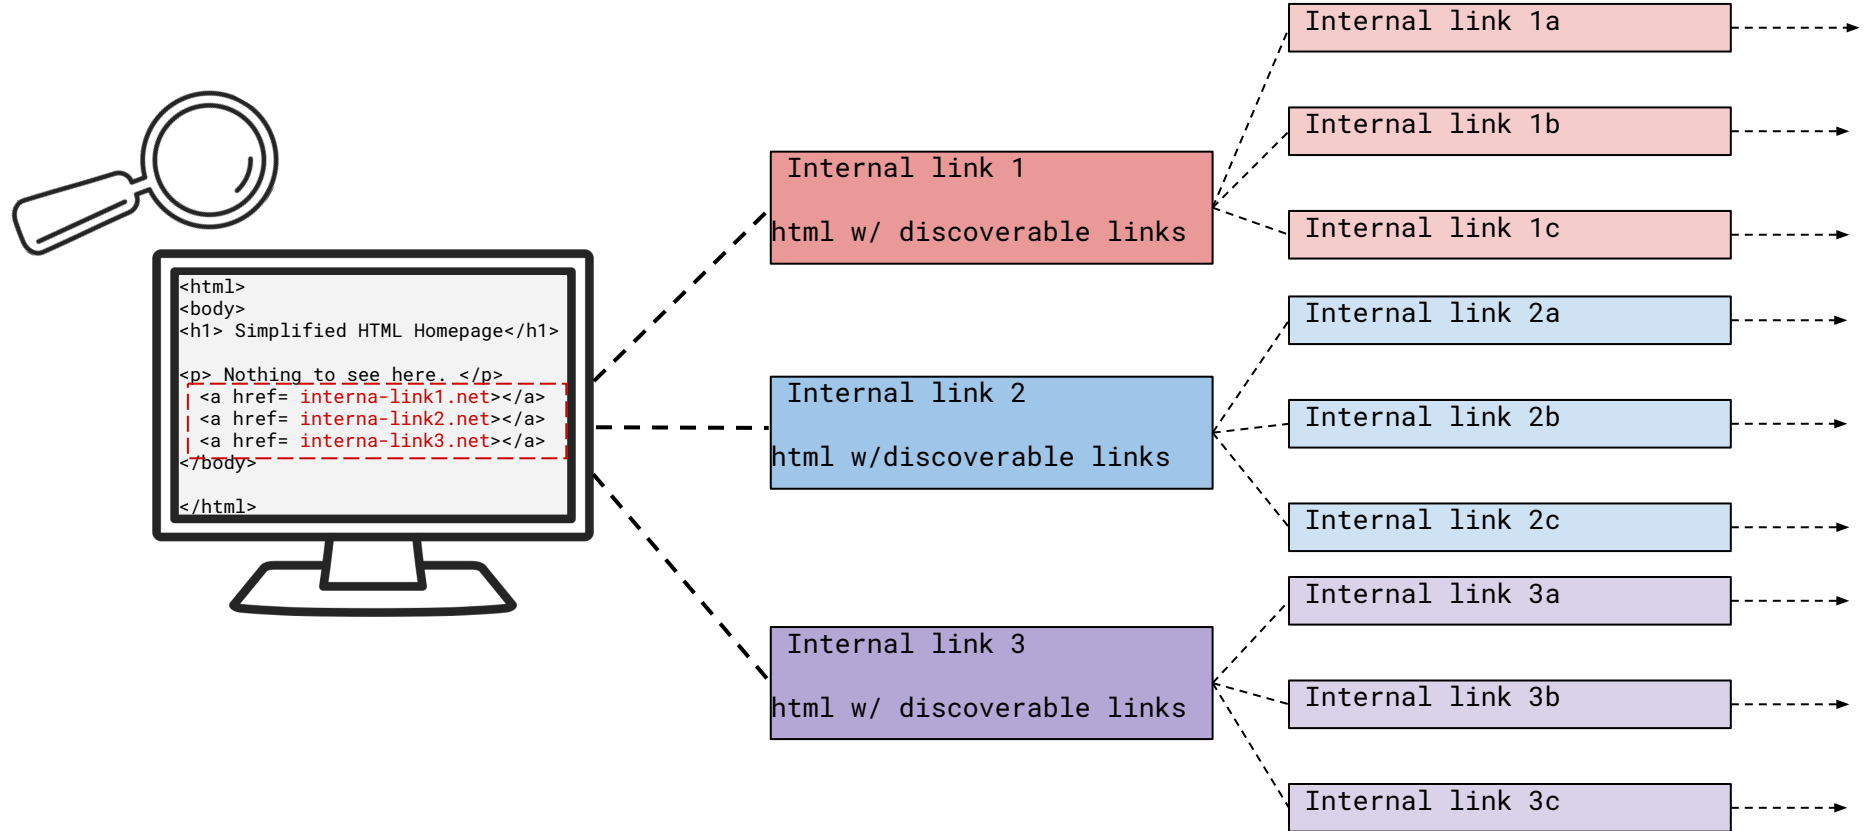 <html>
<body>
<h1> Simplified HTML Homepage</h1>
<p> Nothing to see here. </p>
<a href= interna-link1.net></a>
<a href= interna-link2.net></a>
<a href= interna-link3.net></a>
</body>
</html>
Internal link 1
html w/ discoverable links
Internal link 2
html w/discoverable links
Internal link 3
html w/ discoverable links
Internal link 1a
Internal link 1b
Internal link 1c
Internal link 2a
Internal link 2b
Internal link 2c
Internal link 3a
Internal link 3b
Internal link 3c